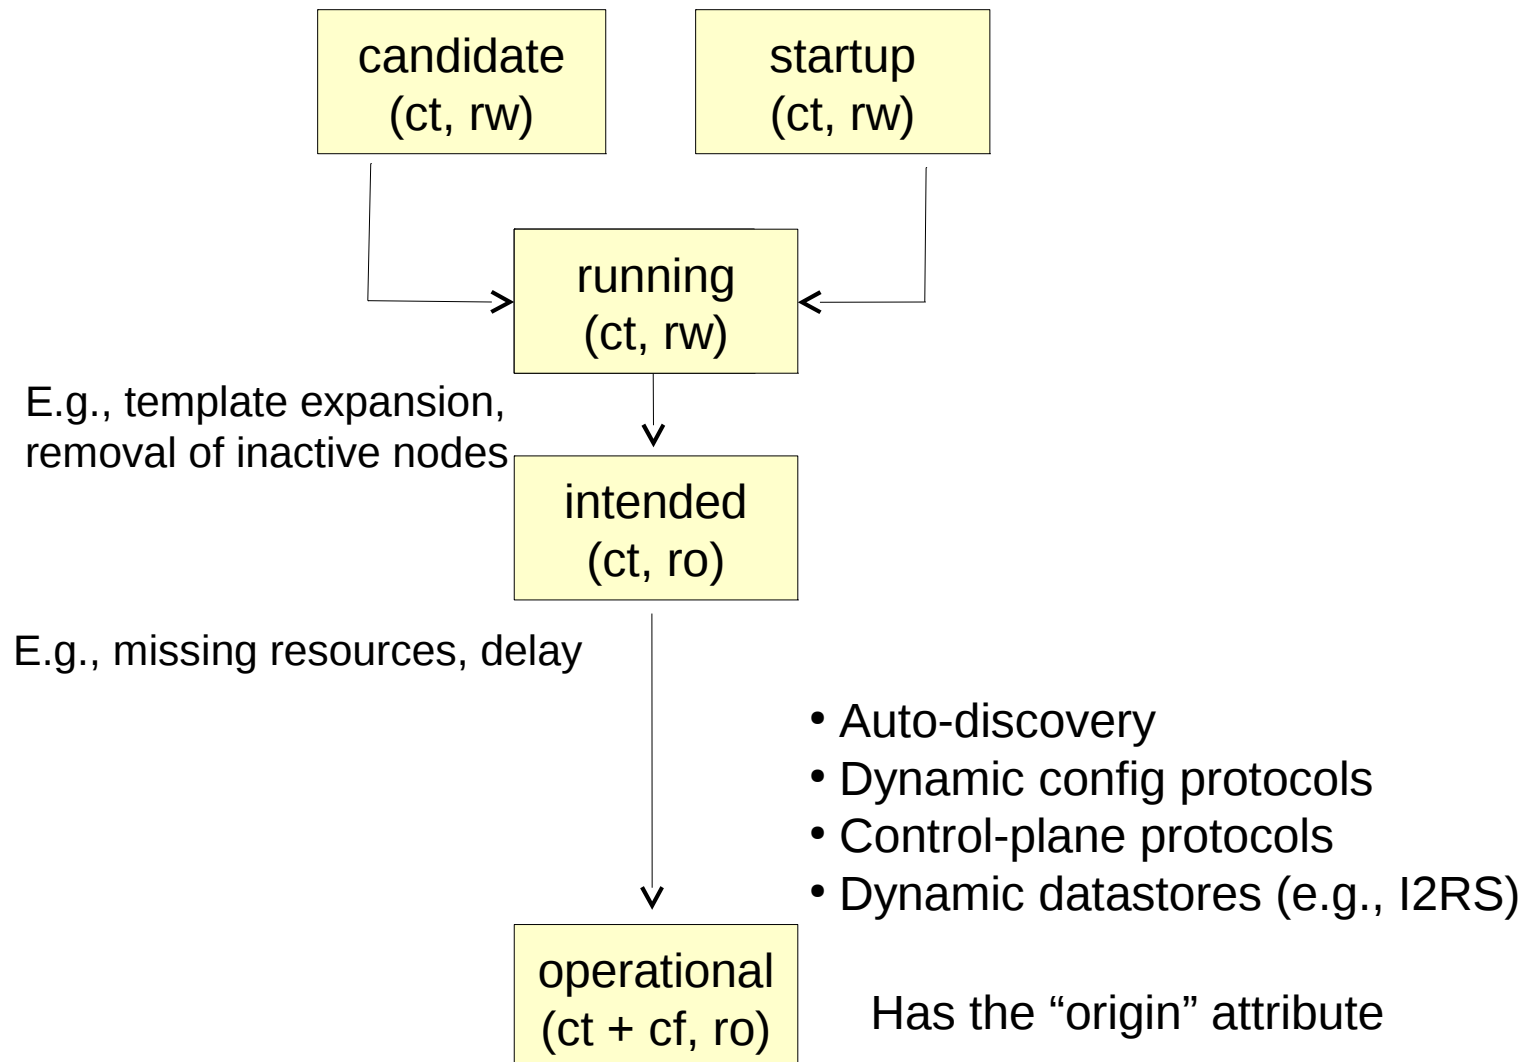 candidate
(ct, rw)
startup
(ct, rw)
running
(ct, rw)
E.g., template expansion,
removal of inactive nodes
intended
(ct, ro)
E.g., missing resources, delay
• Auto-discovery
• Dynamic config protocols
• Control-plane protocols
• Dynamic datastores (e.g., I2RS)
operational
(ct + cf, ro)
Has the “origin” attribute